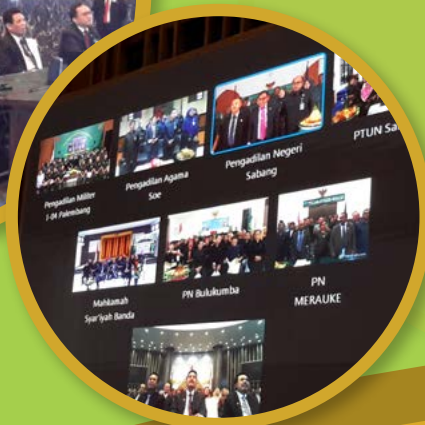 Pengadilan Militer
1-04 Palembang
Pengadilan Agama
Soe
Pengadilan Negeri
Sabang
PTUN
Mahkamah
Syar'iyah Banda
PN Bulukumba
PN
MERAUKE